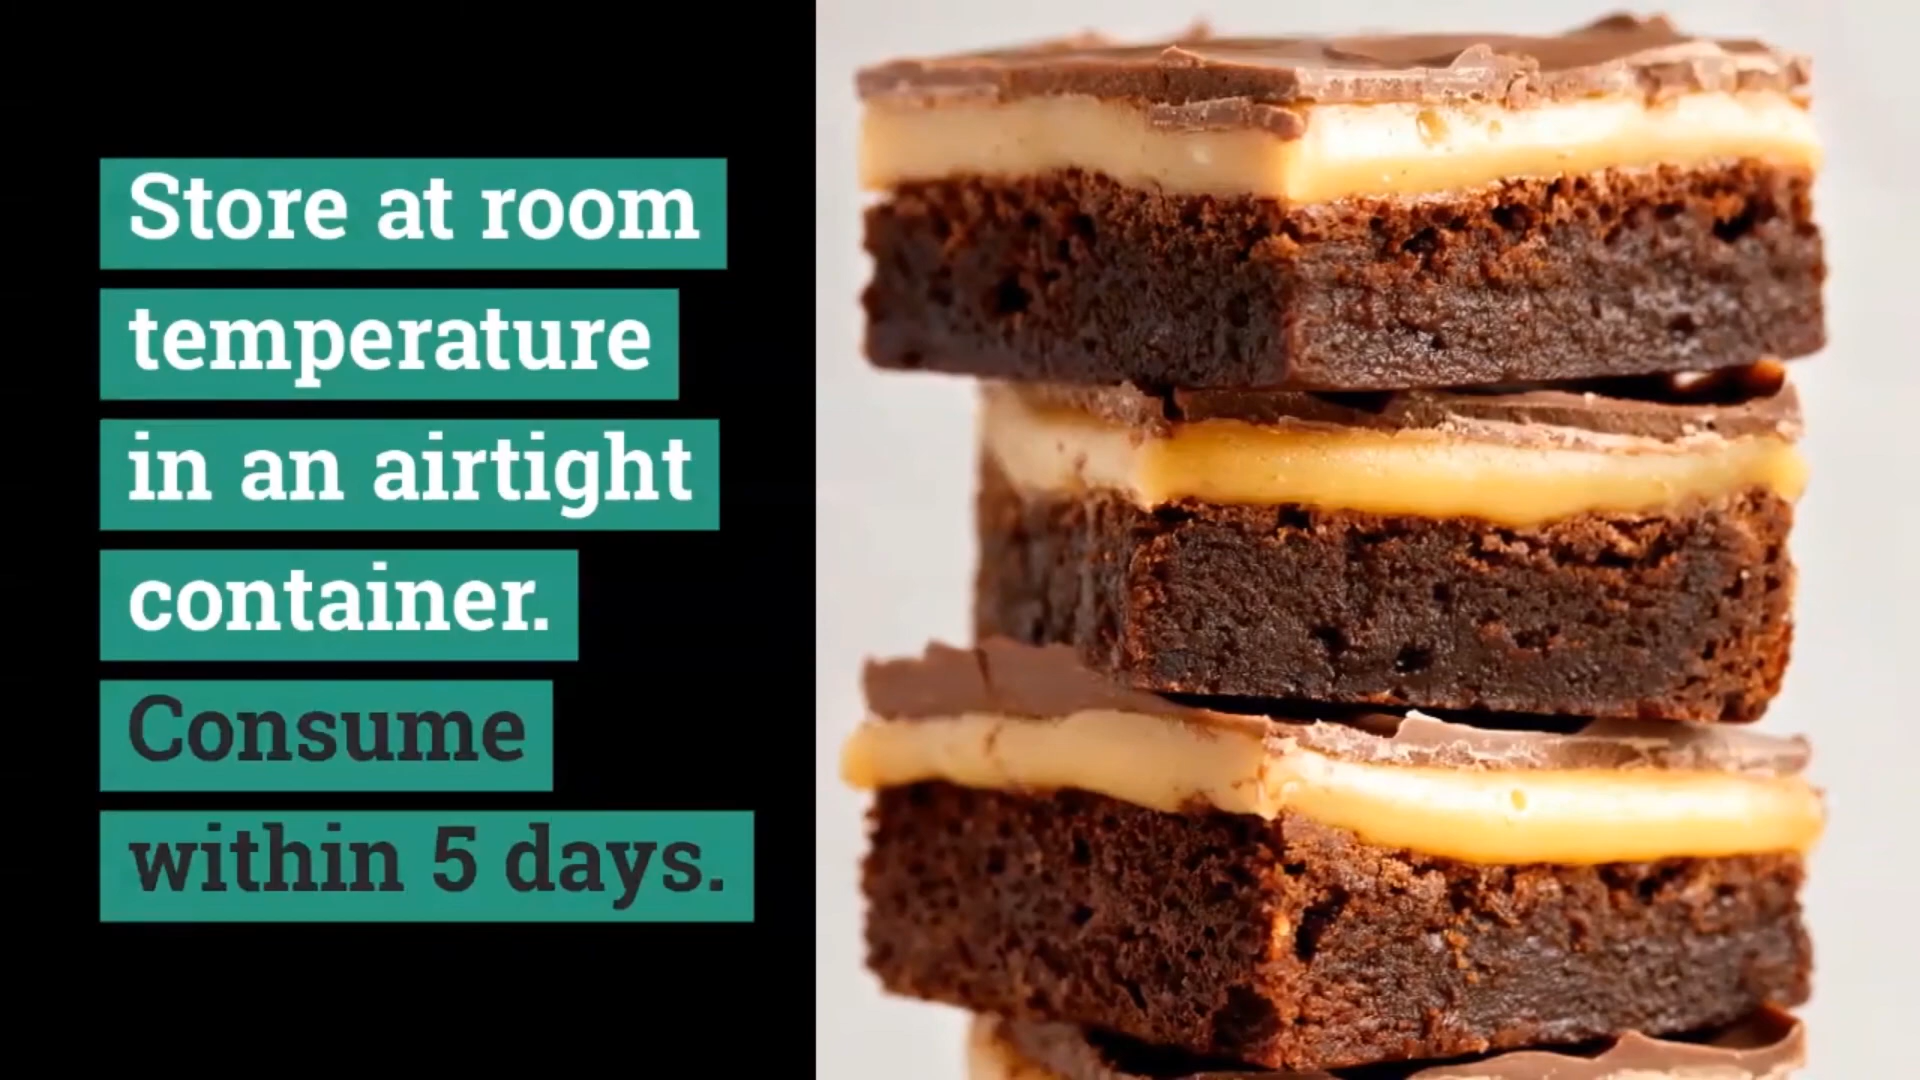 Store at room
temperature
in an airtight
container.
Consume
within 5 days.